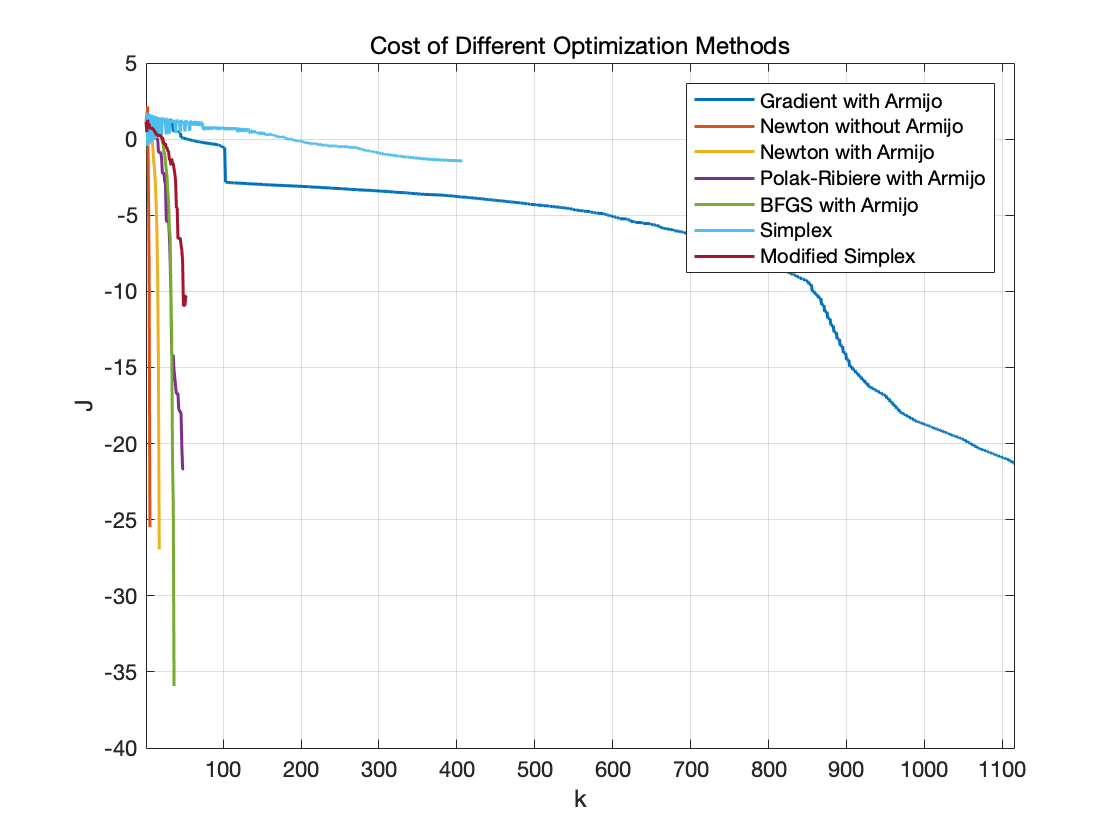 Cost of Different Optimization Methods
5
0
-5
-10
-15
-20
-25
-30
-35
-40
J
Gradient with Armijo
Newton without Armijo
Newton with Armijo
Polak-Ribiere with Armijo
BFGS with Armijo
Simplex
Modified Simplex
100 200 300 400 500 600 700 800 900 1000 1100
k